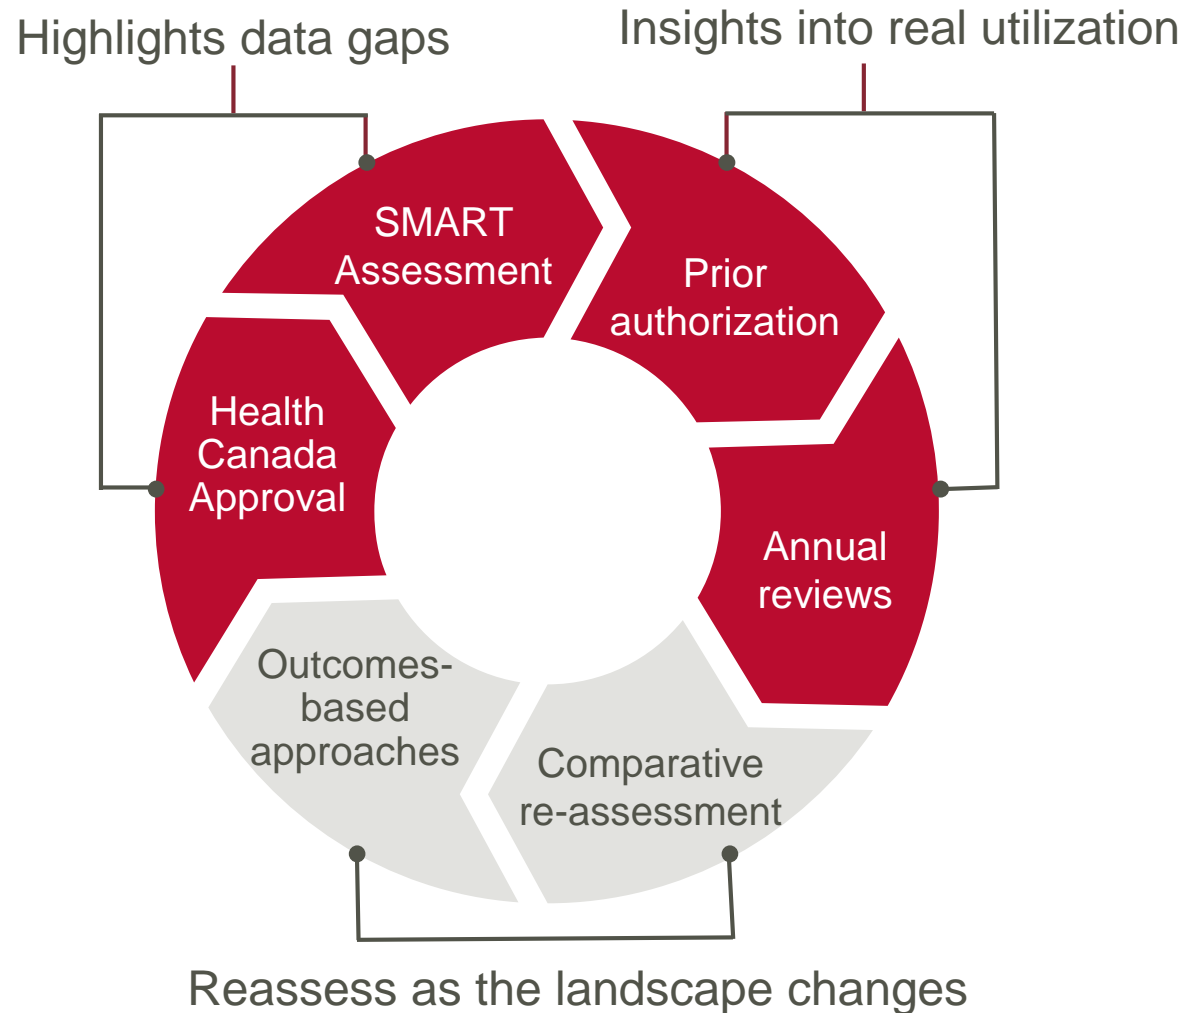 Highlights data gaps
Insights into real utilization
SMART
Assessment
Prior
authorization
Health
Canada
Approval
Annual
reviews
Outcomes-
based
approaches
Comparative
re-assessment
Reassess as the landscape changes